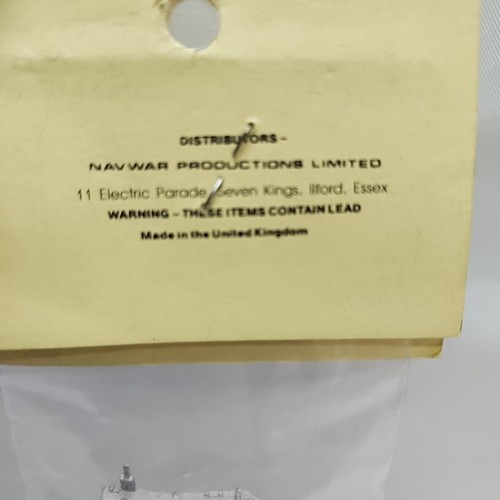 DISTRIBUTORS -
NAVWAR PRODUCTIONS LIMITED
11 Electric Parade, Seven Kings, Ilford, Essex
WARNING - THESE ITEMS CONTAIN LEAD
Made in the United Kingdom